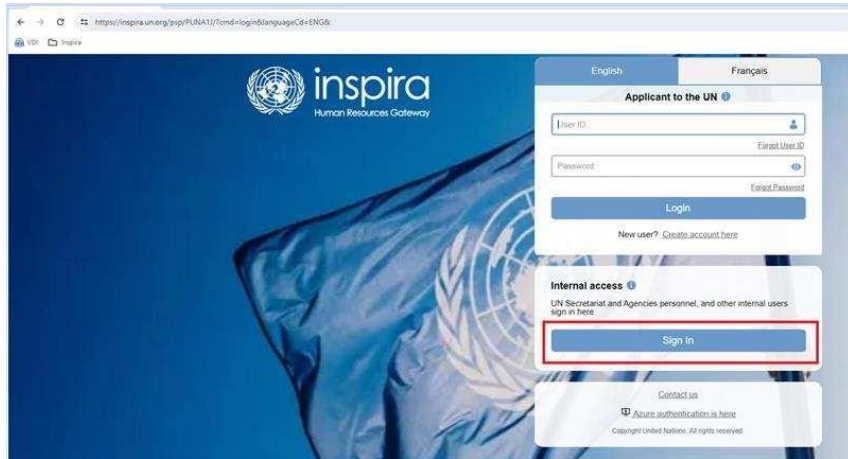 https://inspira.un.org/psp/PUNA1J/?cmd=login&languageCd=ENG&
VDI Inspira
inspira
Human Resources Gateway
English Français
Applicant to the UN
User ID
Forgot User ID
Password
Forgot Password
Login
New user? Create account here
Internal access
UN Secretariat and Agencies personnel, and other internal users
sign in here
Sign In
Contact us
Azure authentication is here
Copyright United Nations. All rights reserved.